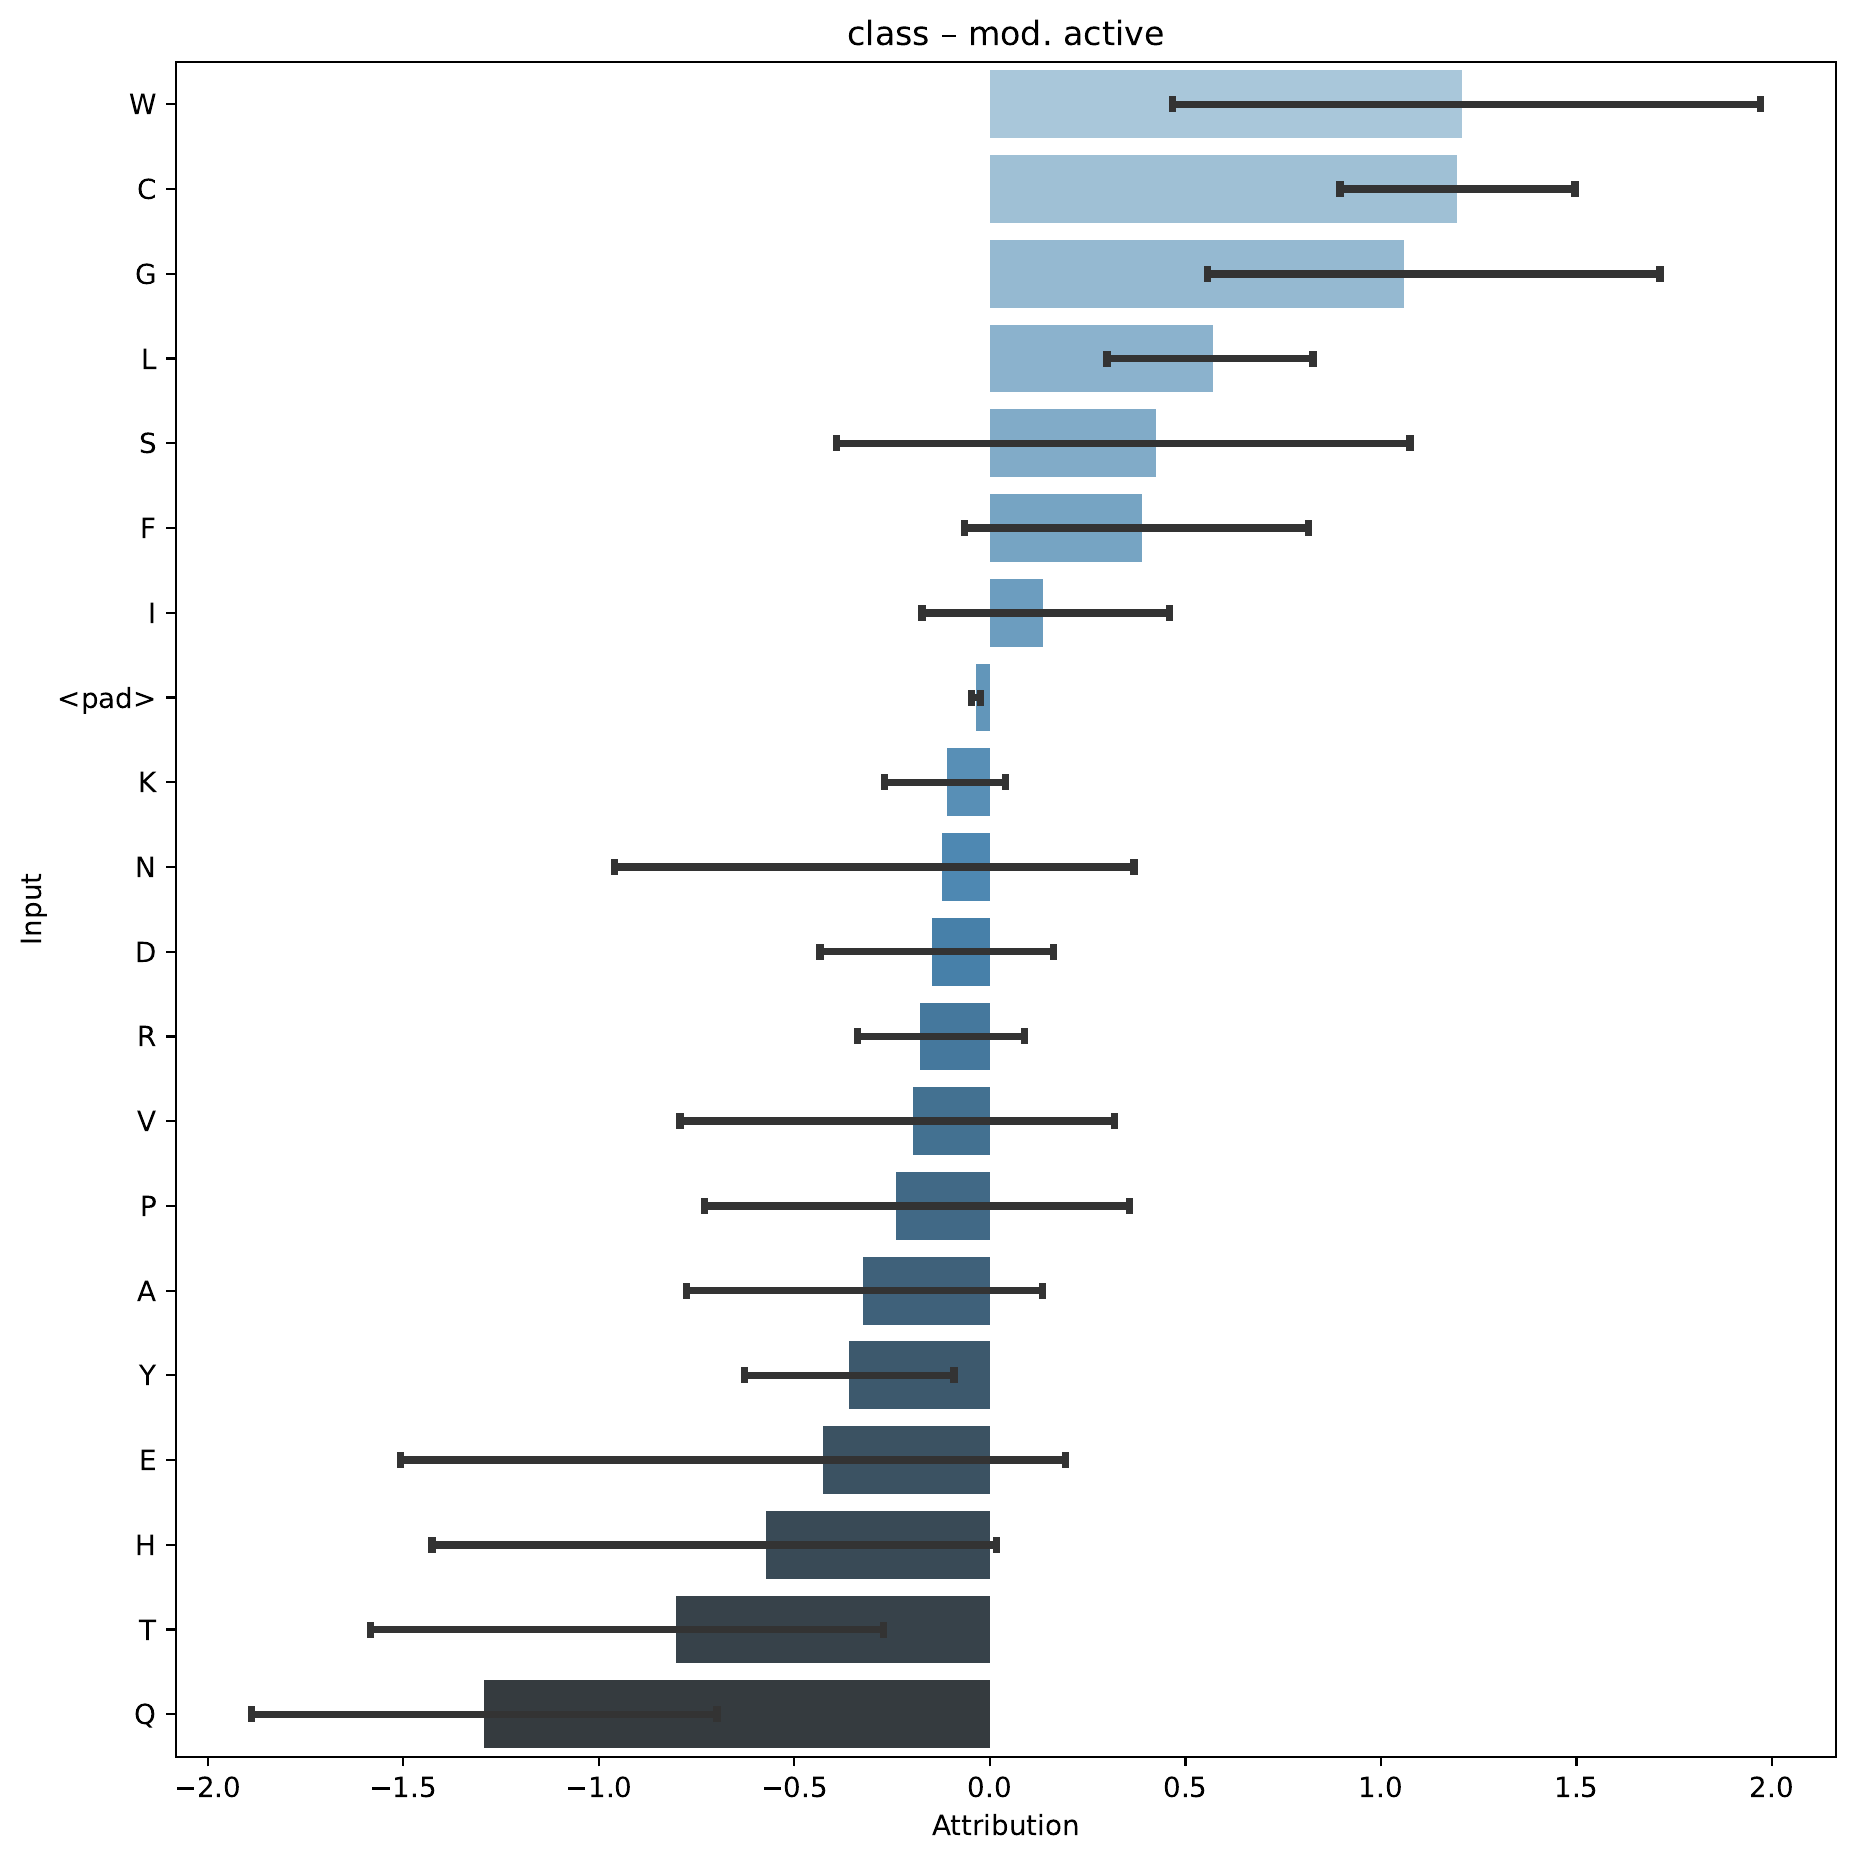 class – mod. active
W
C
G
L
S
F
I
<pad>
K
N
D
R
V
P
A
Y
E
H
T
Q
Input
−2.0 −1.5 −1.0 −0.5 0.0 0.5 1.0 1.5 2.0
Attribution